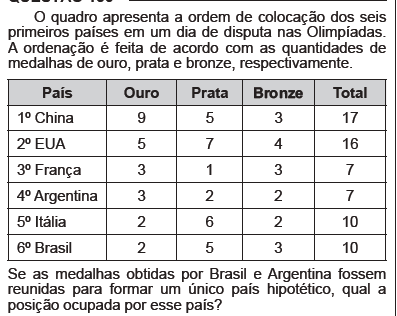 O quadro apresenta a ordem de colocação dos seis
primeiros países em um dia de disputa nas Olimpíadas.
A ordenação é feita de acordo com as quantidades de
medalhas de ouro, prata e bronze, respectivamente.
País Ouro Prata Bronze Total
1º China 9 5 3 17
2º EUA 5 7 4 16
3º França 3 1 3 7
4º Argentina 3 2 2 7
5º Itália 2 6 2 10
6º Brasil 2 5 3 10
Se as medalhas obtidas por Brasil e Argentina fossem
reunidas para formar um único país hipotético, qual a
posição ocupada por esse país?